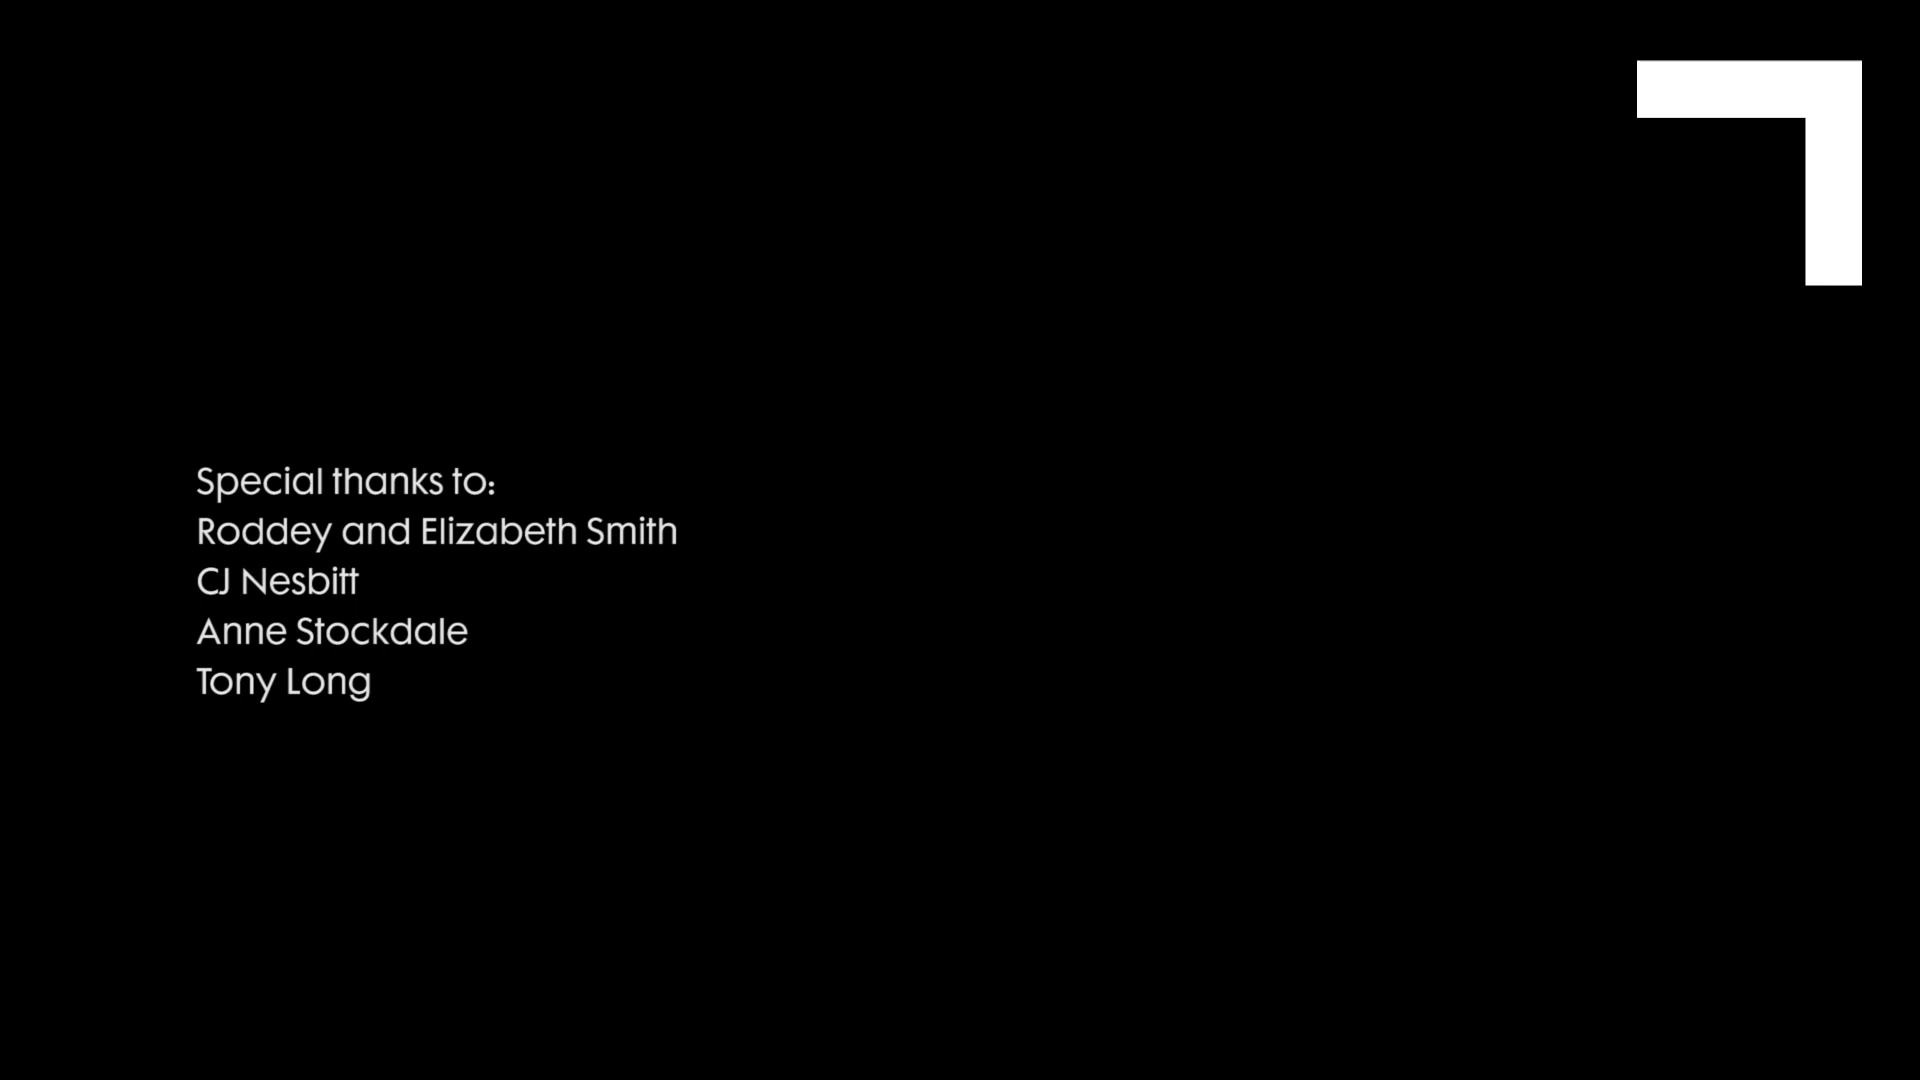 Special thanks to:
Roddey and Elizabeth Smith
CJ Nesbitt
Anne Stockdale
Tony Long